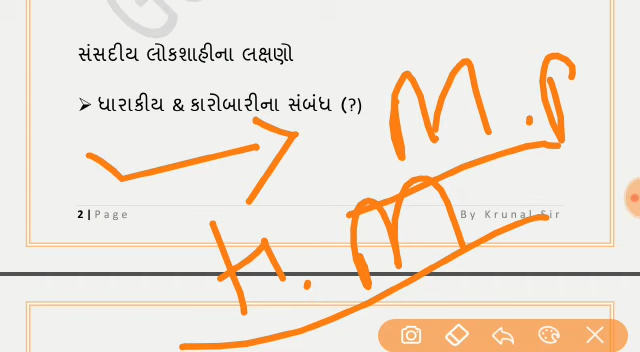 સંસદીય લોકશાહીના લક્ષણો
➢ ધારાકીય & કારોબારીના સંબંધ (?)
M.P
2 | Page
By Krunal Sir
H.M